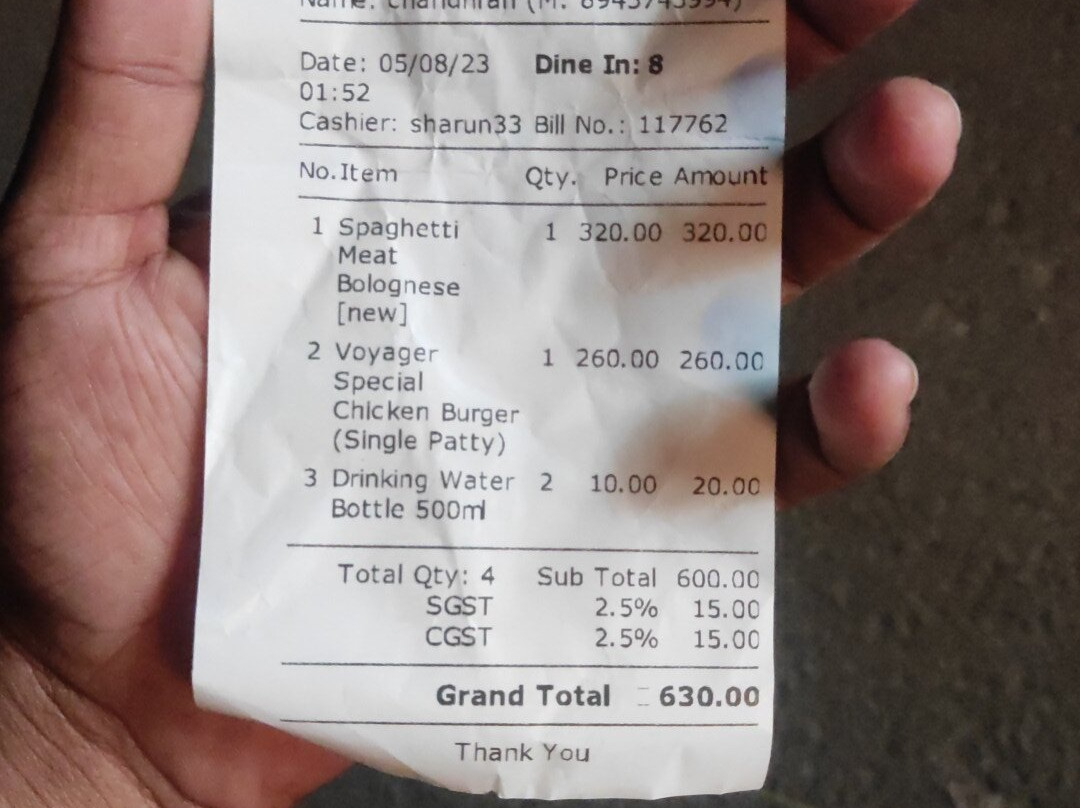 Date: 05/08/23 Dine In: 8
01:52
Cashier: sharun33 Bill No.: 117762
No.Item Qty. Price Amount
1 Spaghetti 1 320.00 320.00
Meat
Bolognese
[new]
2 Voyager 1 260.00 260.00
Special
Chicken Burger
(Single Patty)
3 Drinking Water 2 10.00 20.00
Bottle 500ml
Total Qty: 4 Sub Total 600.00
SGST 2.5% 15.00
CGST 2.5% 15.00
Grand Total 630.00
Thank You